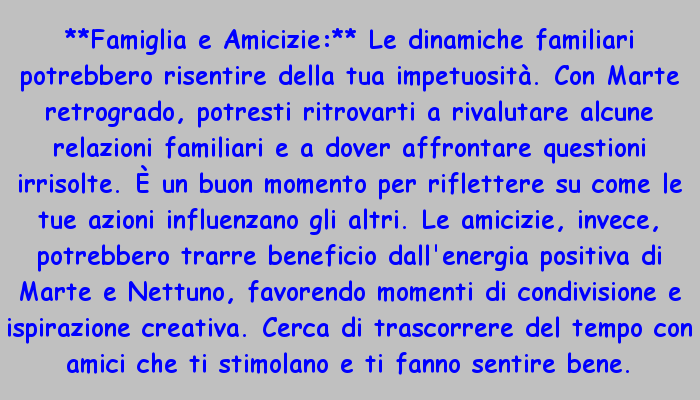 **Famiglia e Amicizie:** Le dinamiche familiari
potrebbero risentire della tua impetuosità. Con Marte
retrogrado, potresti ritrovarti a rivalutare alcune
relazioni familiari e a dover affrontare questioni
irrisolte. È un buon momento per riflettere su come le
tue azioni influenzano gli altri. Le amicizie, invece,
potrebbero trarre beneficio dall'energia positiva di
Marte e Nettuno, favorendo momenti di condivisione e
ispirazione creativa. Cerca di trascorrere del tempo con
amici che ti stimolano e ti fanno sentire bene.